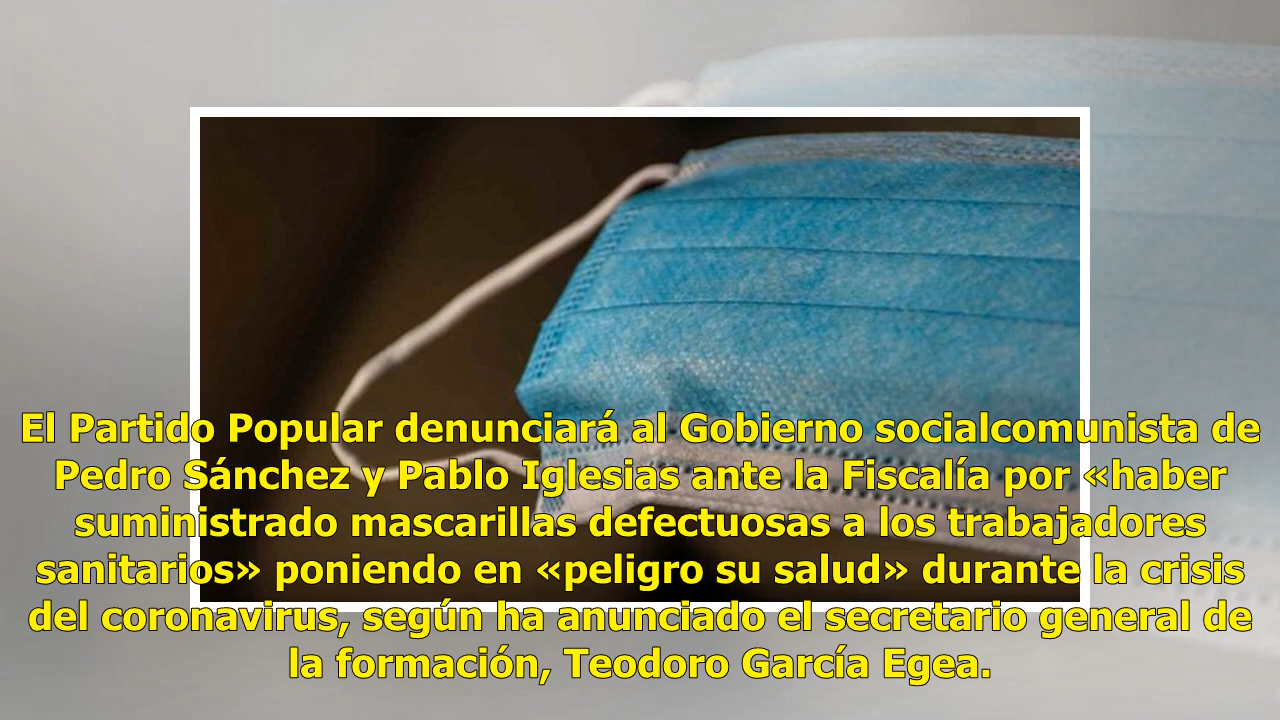 El Partido Popular denunciará al Gobierno socialcomunista de
Pedro Sánchez y Pablo Iglesias ante la Fiscalía por «haber
suministrado mascarillas defectuosas a los trabajadores
sanitarios» poniendo en «peligro su salud» durante la crisis
del coronavirus, según ha anunciado el secretario general de
la formación, Teodoro García Egea.